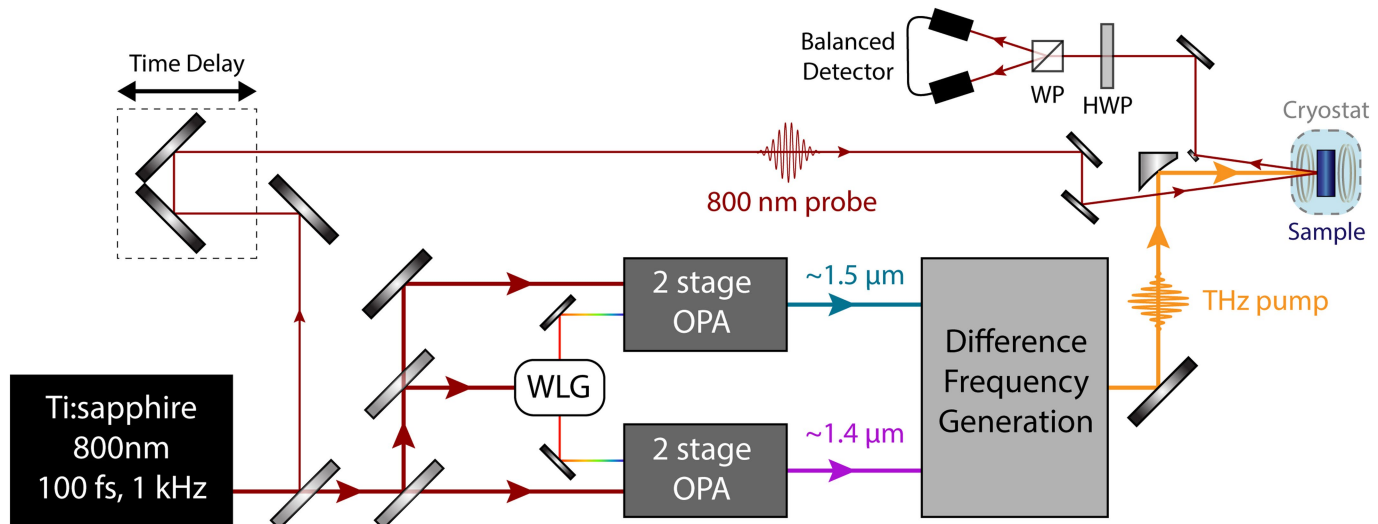 Time Delay
Balanced
Detector
WP
HWP
Cryostat
800 nm probe
Sample
2 stage
OPA
~1.5 µm
THz pump
Difference
Frequency
Generation
WLG
Ti:sapphire
800nm
100 fs, 1 kHz
2 stage
OPA
~1.4 µm